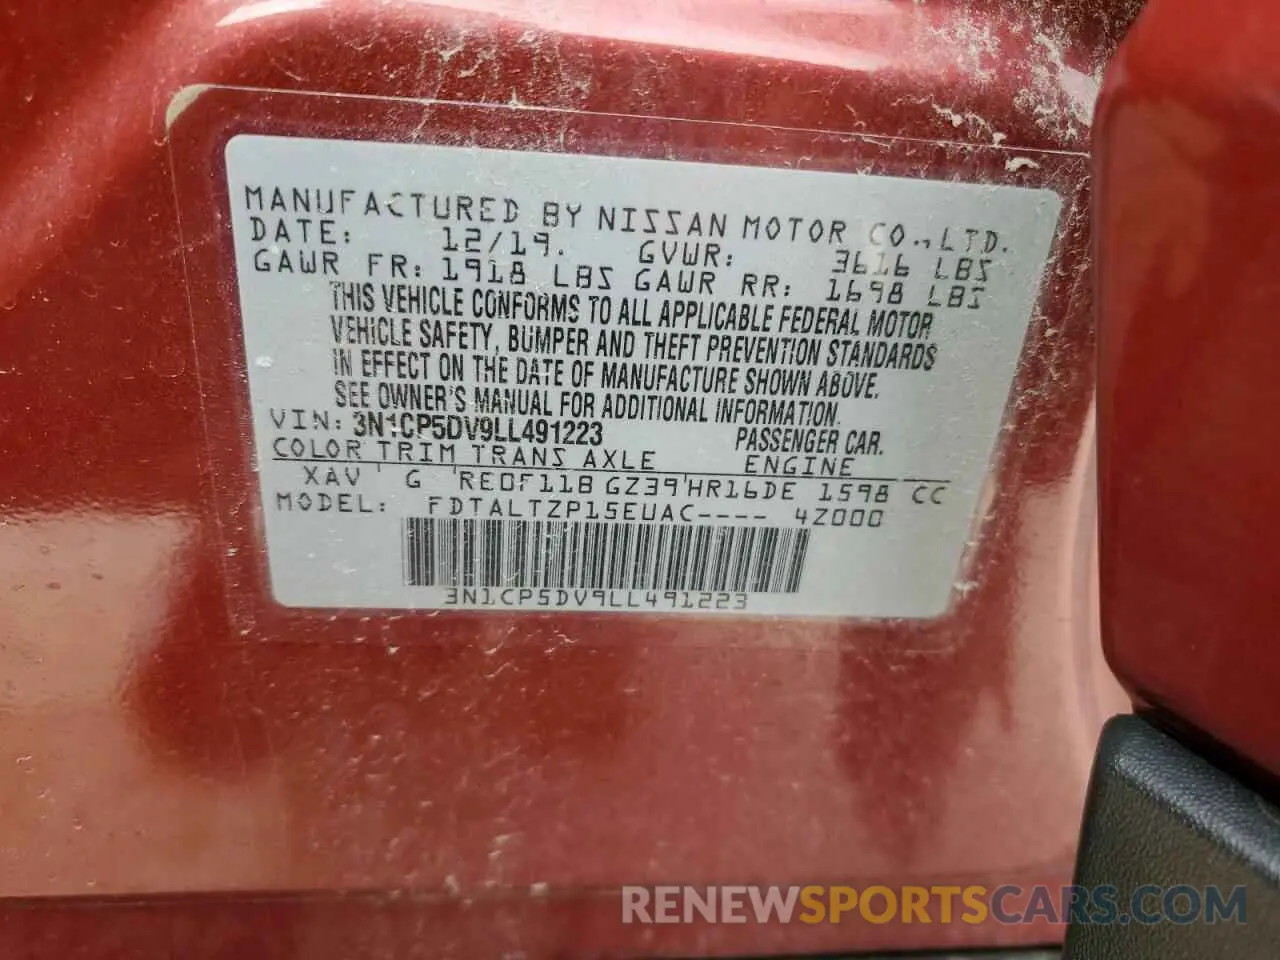 MANUFACTURED BY NISSAN MOTOR CO., LTD.
DATE: 12/19. GVWR: 3616 LBS
GAWR FR: 1918 LBS GAWR RR: 1698 LBS
THIS VEHICLE CONFORMS TO ALL APPLICABLE FEDERAL MOTOR
VEHICLE SAFETY, BUMPER AND THEFT PREVENTION STANDARDS
IN EFFECT ON THE DATE OF MANUFACTURE SHOWN ABOVE.
SEE OWNER'S MANUAL FOR ADDITIONAL INFORMATION.
VIN: 3N1CP5DV9LL491223 PASSENGER CAR.
COLOR TRIM TRANS AXLE ENGINE
XAV G RE0F11B GZ39 HR16DE 1598 CC
MODEL: FDTALTZP15EUAC---- 4Z000
3N1CP5DV9LL491223
RENEWSPORTSCARS.COM